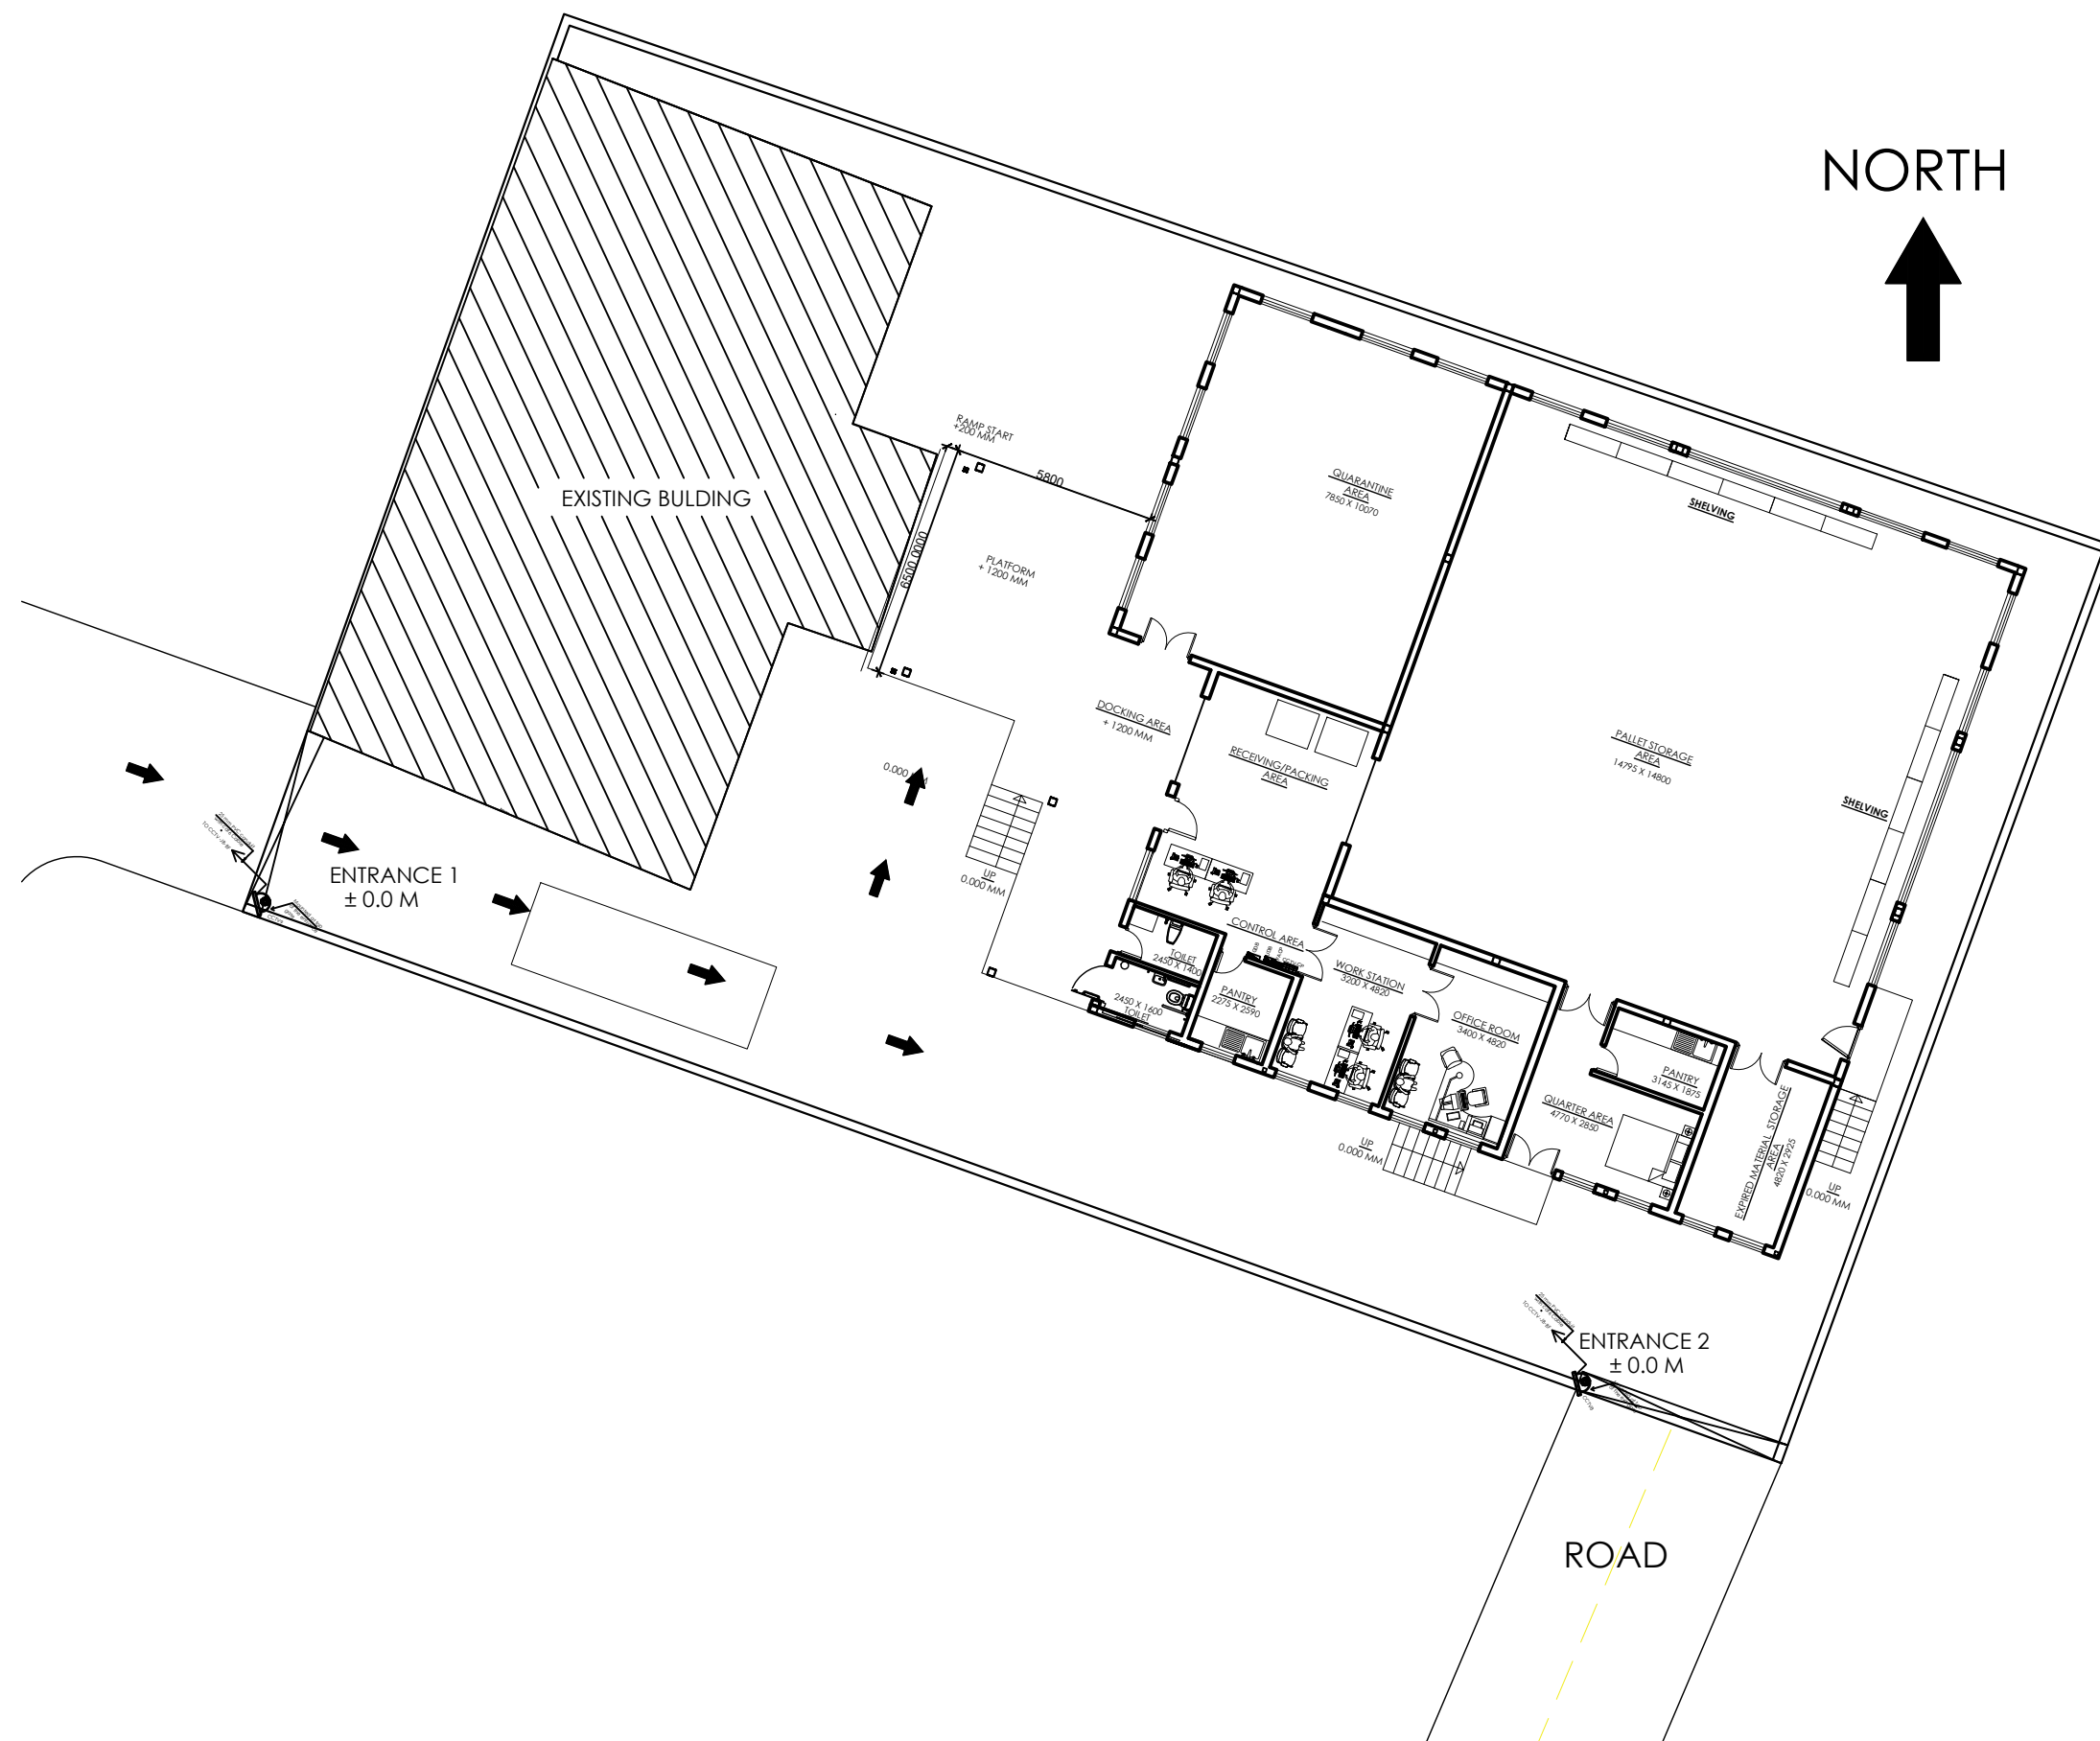 NORTH
RAMP START
+200 MM
5800
EXISTING BULDING
6500.0000
PLATFORM
+ 1200 MM
QUARANTINE
AREA
7850 X 10070
SHELVING
DOCKING AREA
+ 1200 MM
RECEIVING/PACKING
AREA
PALLET STORAGE
AREA
14795 X 14800
SHELVING
0.000
UP
0.000 MM
ENTRANCE 1
± 0.0 M
TO CCTV
CONTROL AREA
TOILET
2450 X 1400
2450 X 1600
TOILET
PANTRY
2275 X 2590
WORK STATION
3200 X 4820
OFFICE ROOM
3400 X 4820
PANTRY
3145 X 1875
QUARTER AREA
4770 X 2850
EXPIRED MATERIAL STORAGE
AREA
4820 X 2925
UP
0.000 MM
UP
0.000 MM
TO CCTV
ENTRANCE 2
± 0.0 M
ROAD